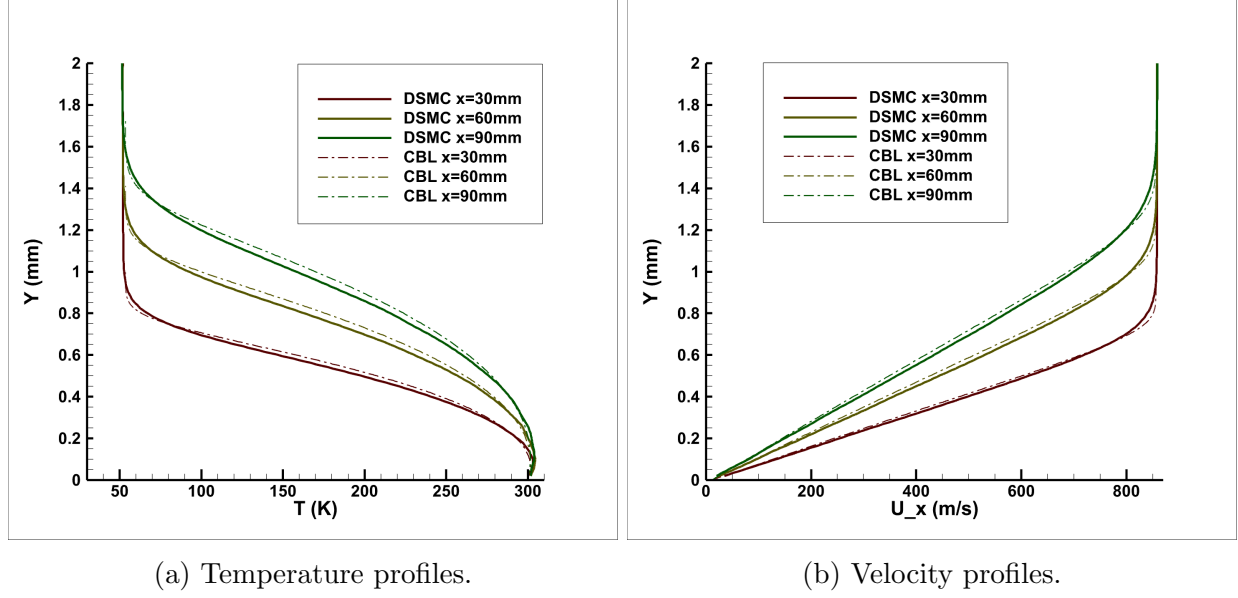 2
1.8
1.6
1.4
1.2
1
0.8
0.6
0.4
0.2
0
Y (mm)
50 100 150 200 250 300
T (K)
DSMC x=30mm
DSMC x=60mm
DSMC x=90mm
CBL x=30mm
CBL x=60mm
CBL x=90mm
(a) Temperature profiles.
2
1.8
1.6
1.4
1.2
1
0.8
0.6
0.4
0.2
0
Y (mm)
0 200 400 600 800
U_x (m/s)
DSMC x=30mm
DSMC x=60mm
DSMC x=90mm
CBL x=30mm
CBL x=60mm
CBL x=90mm
(b) Velocity profiles.